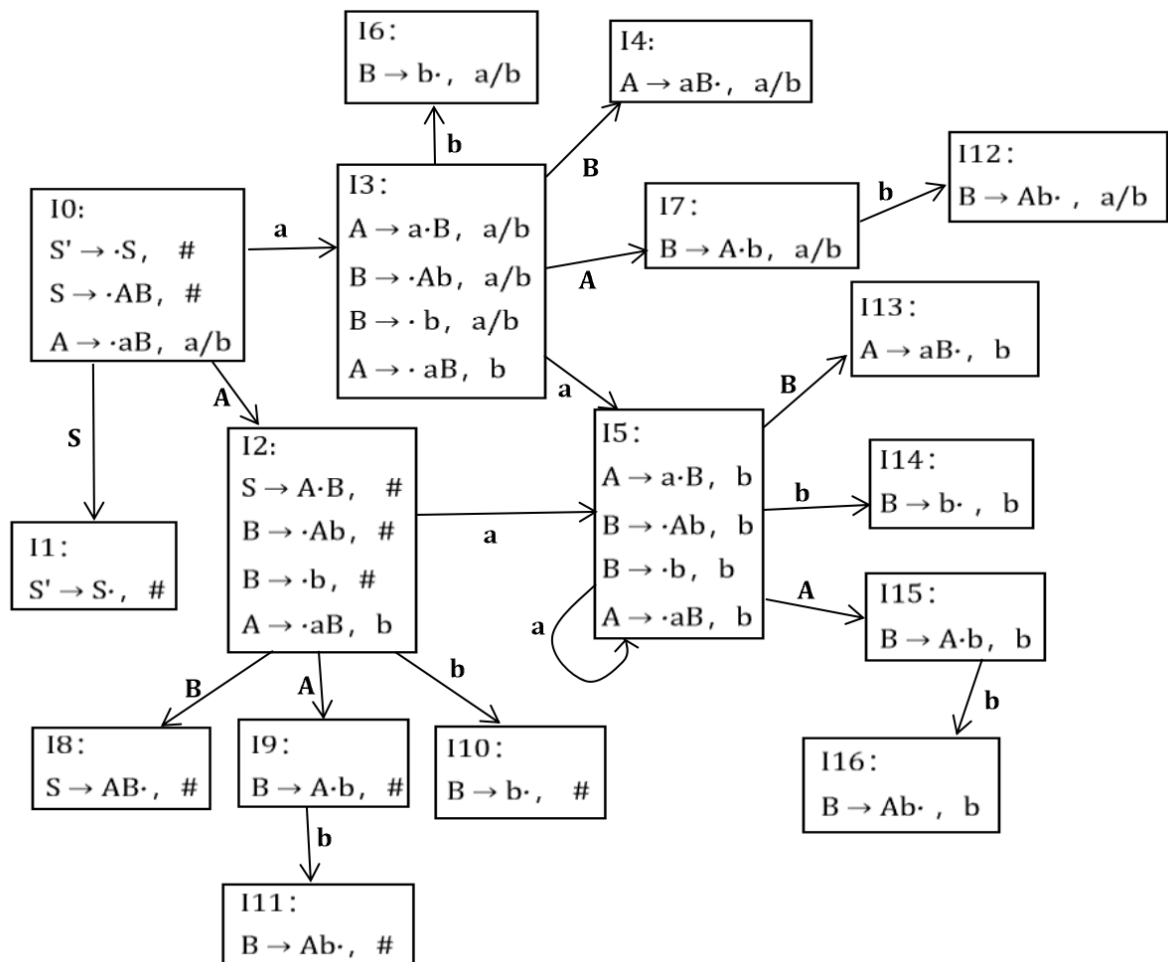 I6:
B → b·, a/b
I4:
A → aB·, a/b
b
B
I12:
B → Ab· , a/b
I3:
A → a·B, a/b
B → ·Ab, a/b
B → · b, a/b
A → · aB, b
I7:
B → A·b, a/b
b
I0:
S' → ·S, #
S → ·AB, #
A → ·aB, a/b
a
A
I13:
A → aB·, b
a
B
A
S
I2:
S → A·B, #
B → ·Ab, #
B → ·b, #
A → ·aB, b
I5:
A → a·B, b
B → ·Ab, b
B → ·b, b
A → ·aB, b
I14:
B → b· , b
b
a
I1:
S' → S·, #
A
I15:
B → A·b, b
a
b
B
A
b
I8:
S → AB·, #
I9:
B → A·b, #
I10:
B → b·, #
I16:
B → Ab· , b
b
I11:
B → Ab·, #